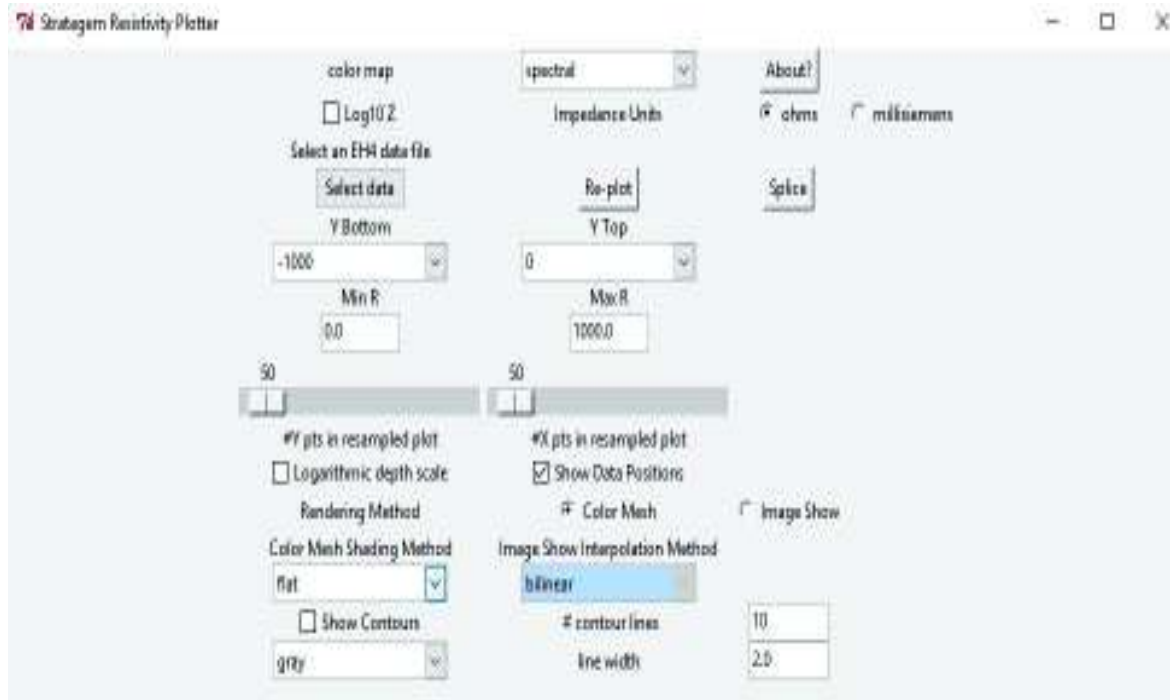 Stratagem Resistivity Plotter
color map spectral About?
Log10 Z Impedance Units ohms millisiemens
Select an EH4 data file
Select data Re-plot Splice
Y Bottom Y Top
-1000 0
Min R Max R
0.0 1000.0
50 50
#Y pts in resampled plot #X pts in resampled plot
Logarithmic depth scale Show Data Positions
Rendering Method Color Mesh Image Show
Color Mesh Shading Method Image Show Interpolation Method
flat bilinear
Show Contours # contour lines 10
gray line width 2.0